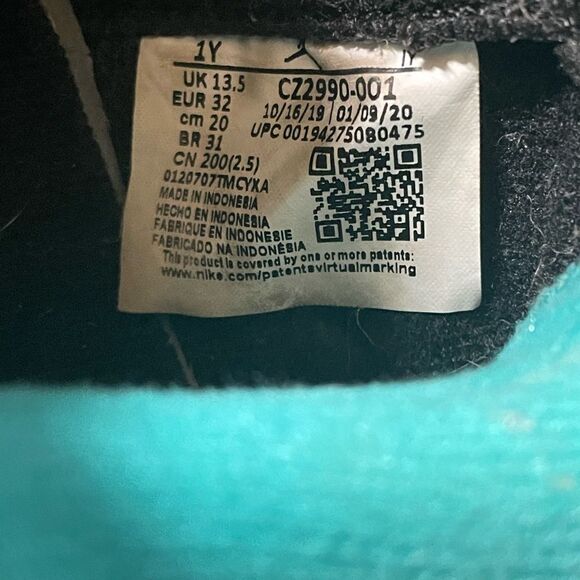 1Y
UK 13.5
EUR 32
cm 20
BR 31
CN 200(2.5)
CZ2990-001
10/16/19 01/09/20
UPC 00194275080475
0120707TMCYKA
MADE IN INDONESIA
HECHO EN INDONESIA
FABRIQUE EN INDONESIE
FABRICADO NA INDONÉSIA
This product is covered by one or more patents:
www.nike.com/patentsvirtualmarking